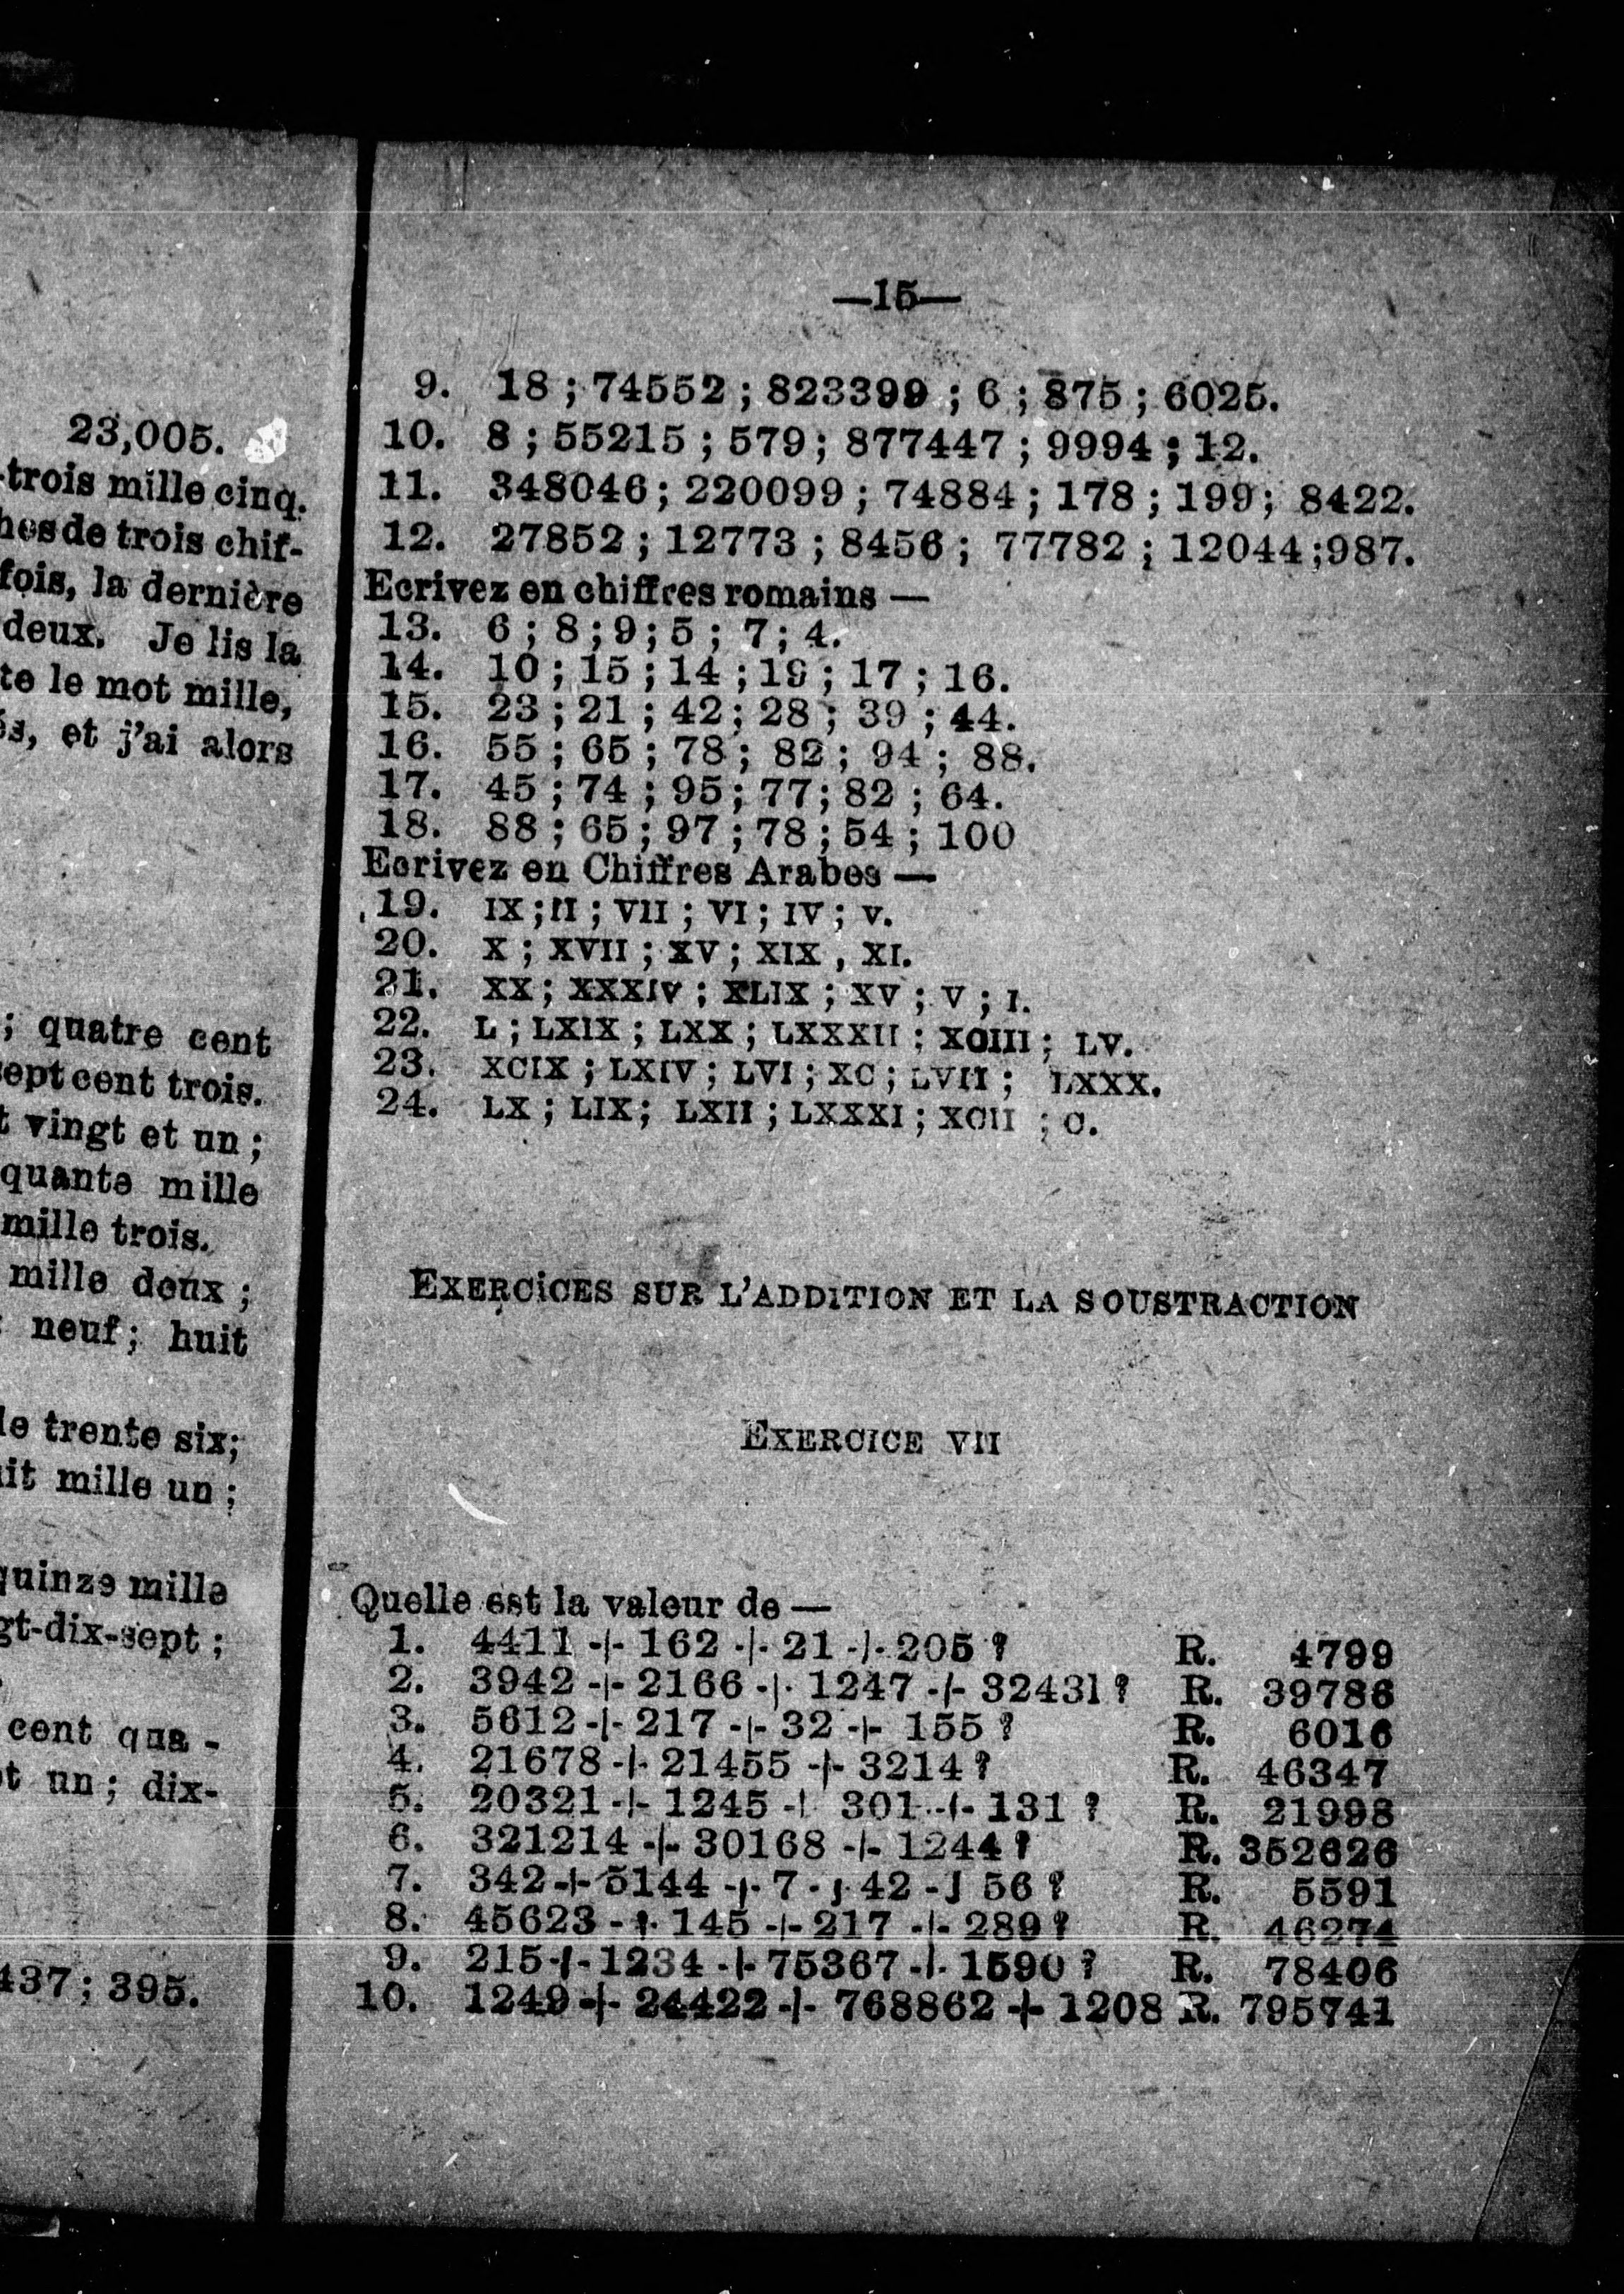 23,005.
trois mille cinq.
de trois chif-
fois, la dernière
deux. Je lis la
le mot mille,
et j'ai alors
; quatre cent
cent trois.
vingt et un ;
mille
mille trois.
mille deux ;
neuf ; huit
trente six;
mille un ;
quinze mille
dix-sept ;
cent qua -
un ; dix-
437 ; 395.
—15—
9. 18 ; 74552 ; 823399 ; 6 ; 875 ; 6025.
10. 8 ; 55215 ; 579 ; 877447 ; 9994 ; 12.
11. 348046 ; 220099 ; 74884 ; 178 ; 199 ; 8422.
12. 27852 ; 12773 ; 8456 ; 77782 ; 12044 ;987.
Ecrivez en chiffres romains —
13. 6 ; 8 ; 9 ; 5 ; 7 ; 4.
14. 10 ; 15 ; 14 ; 19 ; 17 ; 16.
15. 23 ; 21 ; 42 ; 28 ; 39 ; 44.
16. 55 ; 65 ; 78 ; 82 ; 94 ; 88.
17. 45 ; 74 ; 95 ; 77 ; 82 ; 64.
18. 88 ; 65 ; 97 ; 78 ; 54 ; 100
Ecrivez en Chiffres Arabes —
19. IX ; II ; VII ; VI ; IV ; V.
20. X ; XVII ; XV ; XIX , XI.
21. XX ; XXXIV ; XLIX ; XV ; V ; I.
22. L ; LXIX ; LXX ; LXXXII ; XCIII ; LV.
23. XCIX ; LXIV ; LVI ; XC ; LVII ; LXXX.
24. LX ; LIX ; LXII ; LXXXI ; XCII ; C.
EXERCICES SUR L'ADDITION ET LA SOUSTRACTION
EXERCICE VII
Quelle est la valeur de —
1. 4411 + 162 + 21 + 205 ? R. 4799
2. 3942 + 2166 + 1247 + 32431 ? R. 39786
3. 5612 + 217 + 32 + 155 ? R. 6016
4. 21678 + 21455 + 3214 ? R. 46347
5. 20321 + 1245 + 301 + 131 ? R. 21998
6. 321214 + 30168 + 1244 ? R. 352626
7. 342 + 5144 + 7 + 42 + 56 ? R. 5591
8. 45623 + 145 + 217 + 289 ? R. 46274
9. 215 + 1234 + 75367 + 1590 ? R. 78406
10. 1249 + 24422 + 768862 + 1208 R. 795741